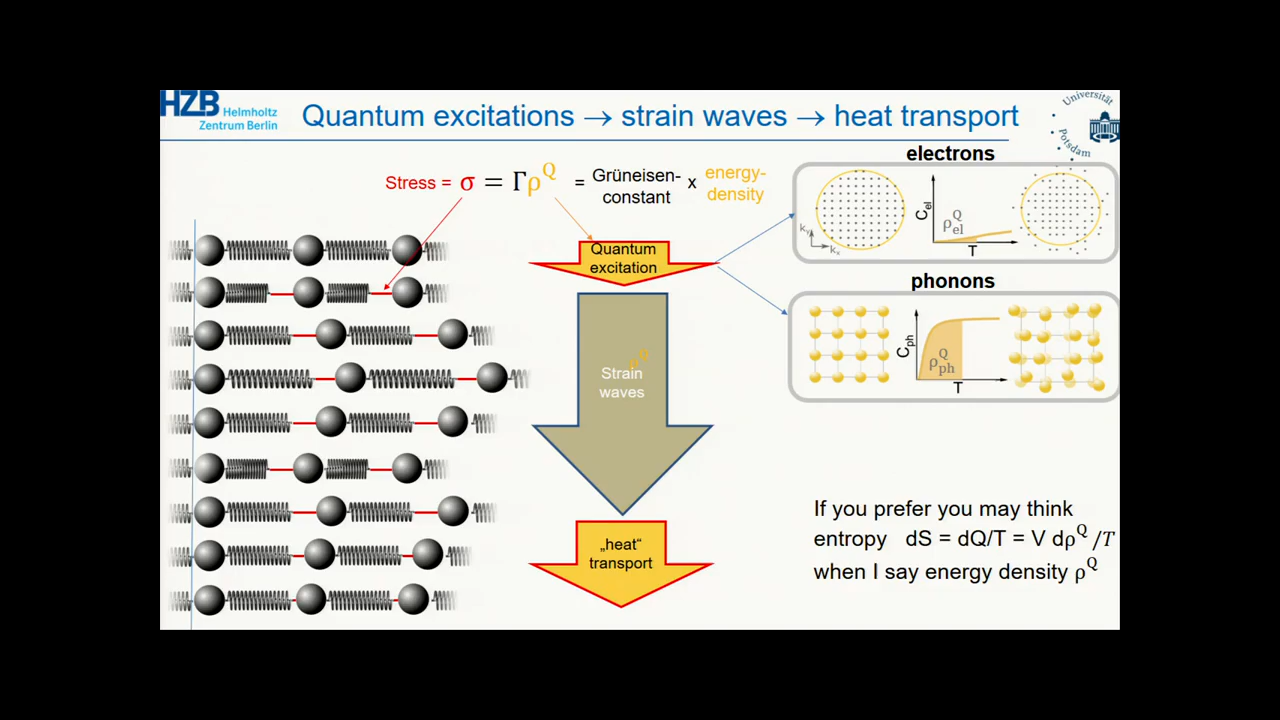 HZB Helmholtz
Zentrum Berlin
Quantum excitations → strain waves → heat transport
Universität
Potsdam
Stress = σ = Γρ^Q = Grüneisen-constant x energy-density
electrons
C_el
ρ_el^Q
T
k_y
k_x
Quantum
excitation
phonons
C_ph
ρ_ph^Q
T
ρ^Q
Strain
waves
„heat“
transport
If you prefer you may think
entropy dS = dQ/T = V dρ^Q /T
when I say energy density ρ^Q